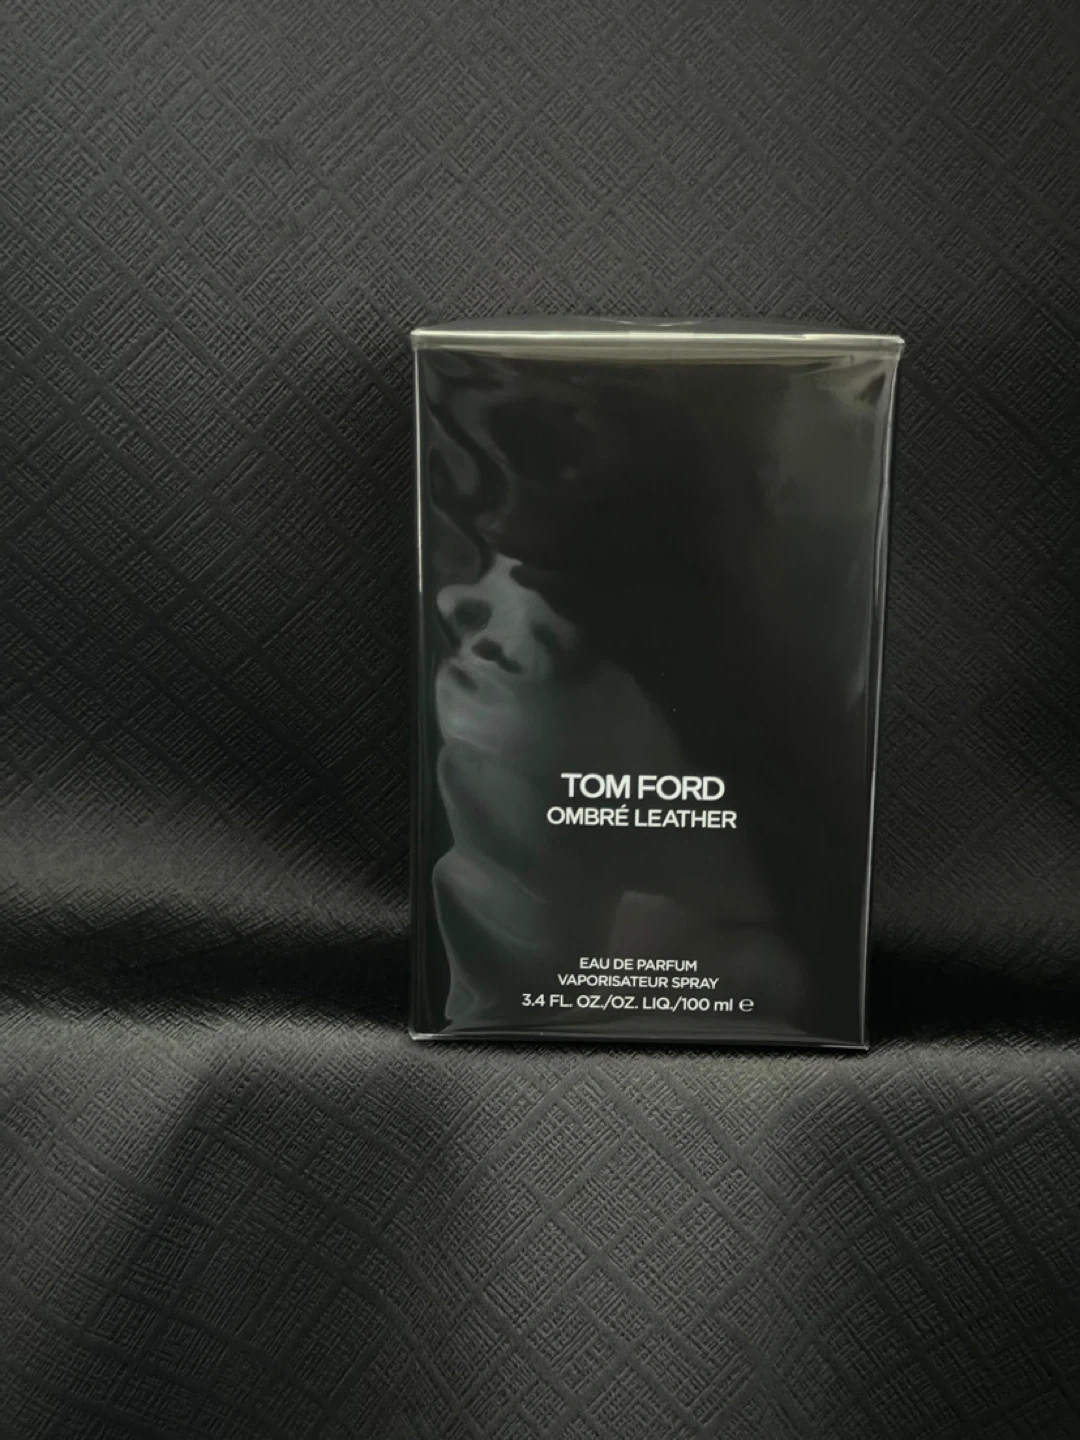 TOM FORD
OMBRÉ LEATHER
EAU DE PARFUM
VAPORISATEUR SPRAY
3.4 FL. OZ./OZ. LIQ./100 ml ℮